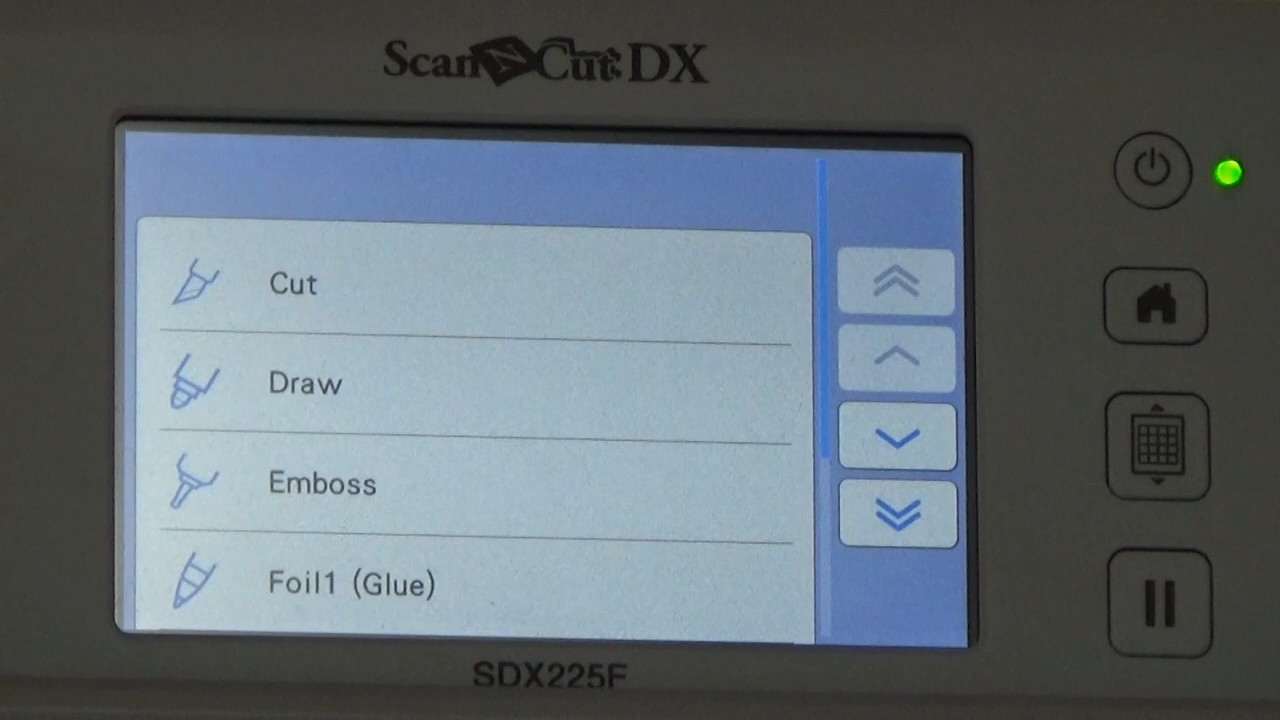 ScanNCut DX
Cut
Draw
Emboss
Foil1 (Glue)
SDX225F